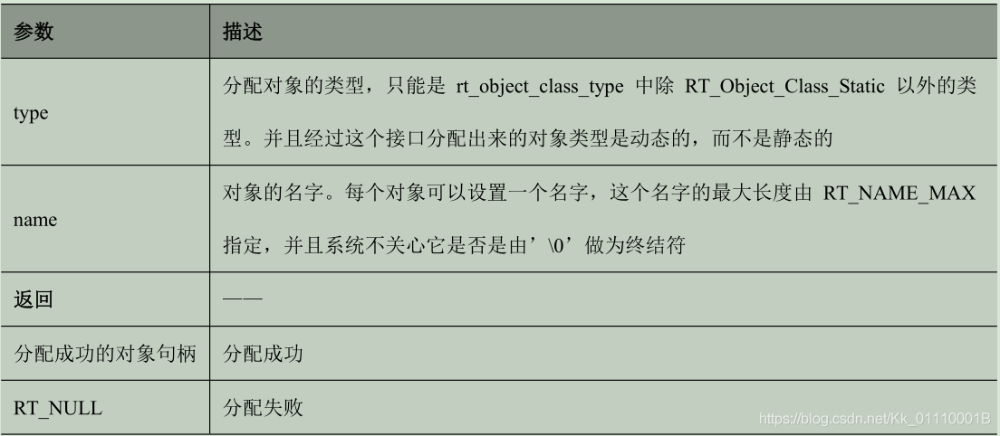 参数 描述
type
分配对象的类型，只能是 rt_object_class_type 中除 RT_Object_Class_Static 以外的类
型。并且经过这个接口分配出来的对象类型是动态的，而不是静态的
name
对象的名字。每个对象可以设置一个名字，这个名字的最大长度由 RT_NAME_MAX
指定，并且系统不关心它是否是由’\0’做为终结符
返回 ——
分配成功的对象句柄 分配成功
RT_NULL 分配失败
https://blog.csdn.net/Kk_01110001B